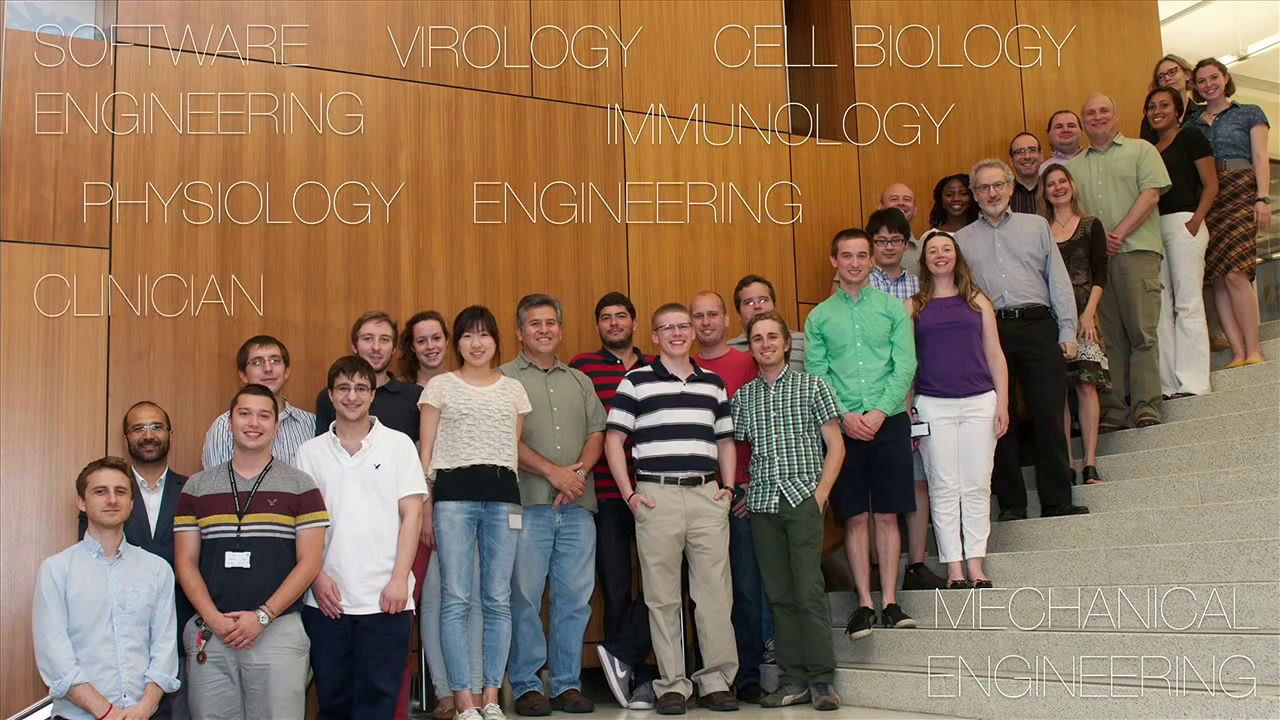 SOFTWARE VIROLOGY CELL BIOLOGY
ENGINEERING IMMUNOLOGY
PHYSIOLOGY ENGINEERING
CLINICIAN
MECHANICAL
ENGINEERING